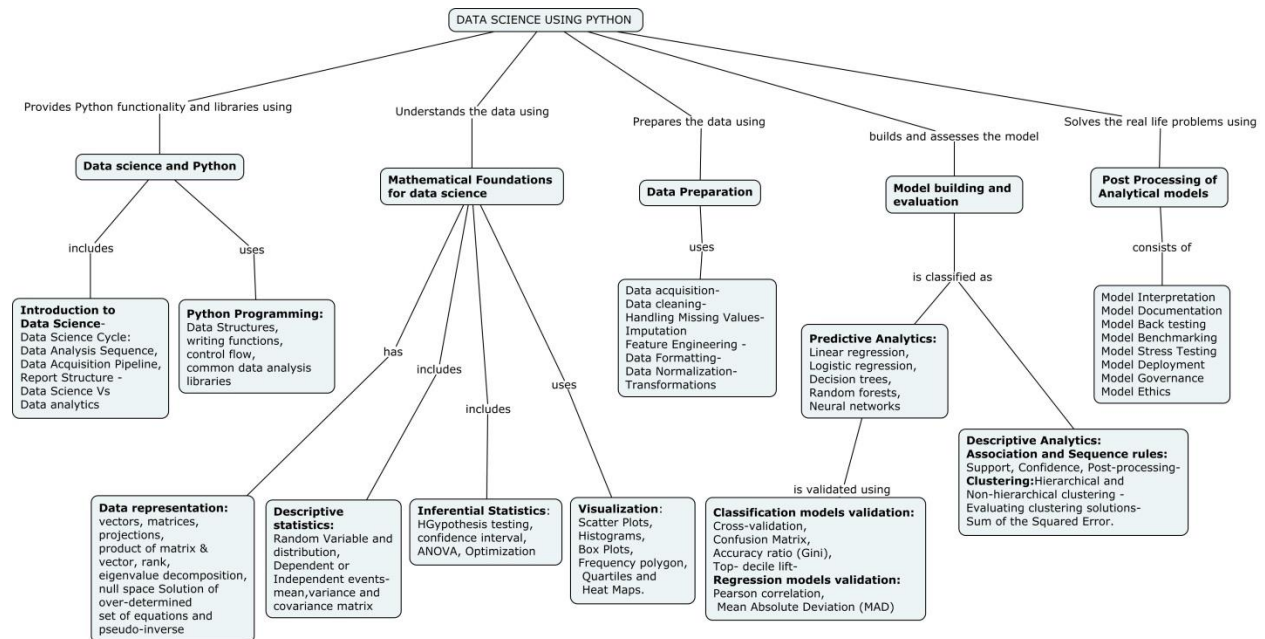 DATA SCIENCE USING PYTHON
Provides Python functionality and libraries using
Understands the data using
Prepares the data using
builds and assesses the model
Solves the real life problems using
Data science and Python
Mathematical Foundations
for data science
Data Preparation
Model building and
evaluation
Post Processing of
Analytical models
includes
uses
uses
is classified as
consists of
Introduction to
Data Science-
Data Science Cycle:
Data Analysis Sequence,
Data Acquisition Pipeline,
Report Structure -
Data Science Vs
Data analytics
Python Programming:
Data Structures,
writing functions,
control flow,
common data analysis
libraries
has
includes
includes
uses
Data acquisition-
Data cleaning-
Handling Missing Values-
Imputation
Feature Engineering -
Data Formatting-
Data Normalization-
Transformations
Predictive Analytics:
Linear regression,
Logistic regression,
Decision trees,
Random forests,
Neural networks
Model Interpretation
Model Documentation
Model Back testing
Model Benchmarking
Model Stress Testing
Model Deployment
Model Governance
Model Ethics
Descriptive Analytics:
Association and Sequence rules:
Support, Confidence, Post-processing-
Clustering:Hierarchical and
Non-hierarchical clustering -
Evaluating clustering solutions-
Sum of the Squared Error.
is validated using
Data representation:
vectors, matrices,
projections,
product of matrix &
vector, rank,
eigenvalue decomposition,
null space Solution of
over-determined
set of equations and
pseudo-inverse
Descriptive
statistics:
Random Variable and
distribution,
Dependent or
Independent events-
mean,variance and
covariance matrix
Inferential Statistics:
HGypothesis testing,
confidence interval,
ANOVA, Optimization
Visualization:
Scatter Plots,
Histograms,
Box Plots,
Frequency polygon,
Quartiles and
Heat Maps.
Classification models validation:
Cross-validation,
Confusion Matrix,
Accuracy ratio (Gini),
Top- decile lift-
Regression models validation:
Pearson correlation,
Mean Absolute Deviation (MAD)